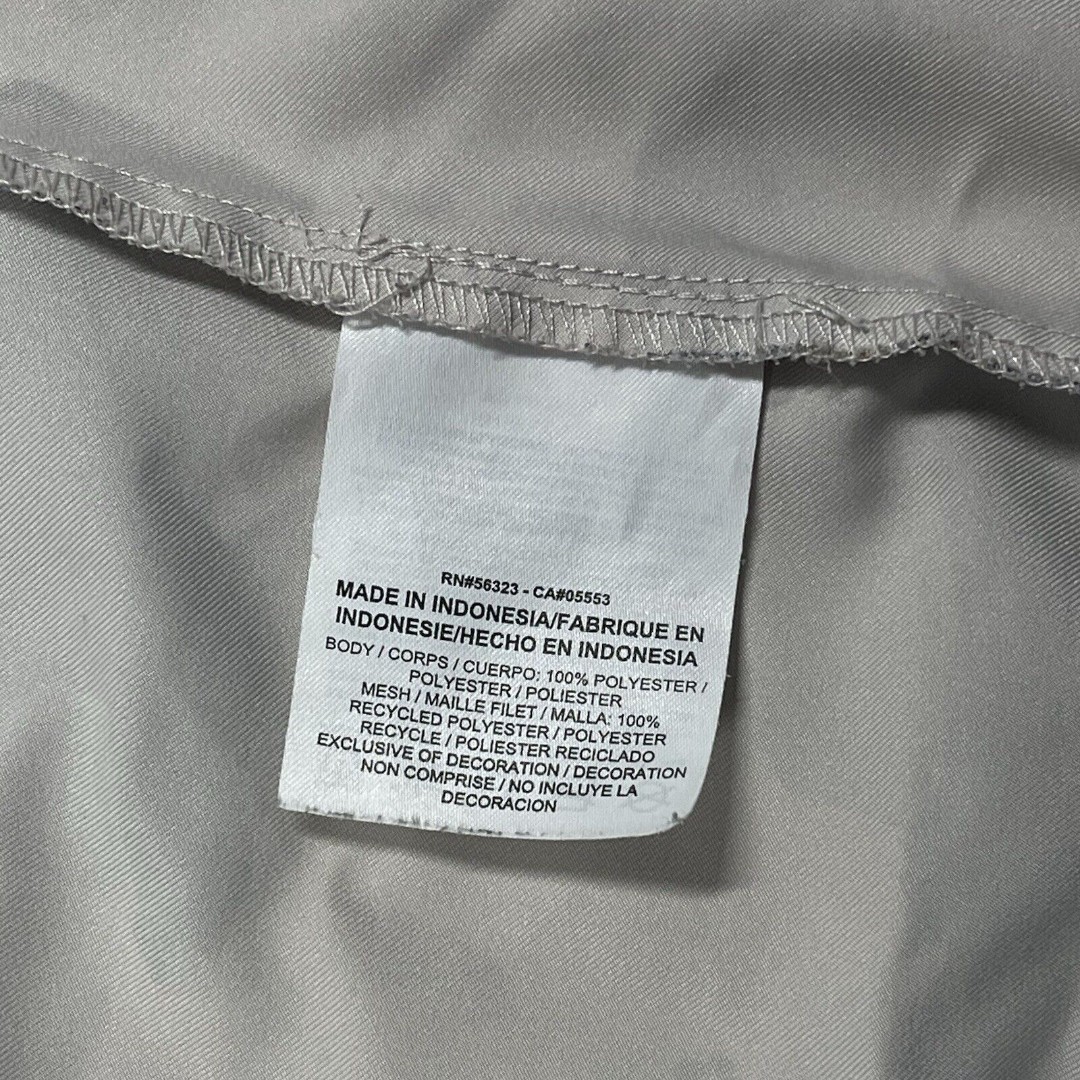 RN#56323 - CA#05553
MADE IN INDONESIA/FABRIQUE EN
INDONESIE/HECHO EN INDONESIA
BODY / CORPS / CUERPO: 100% POLYESTER /
POLYESTER / POLIESTER
MESH / MAILLE FILET / MALLA: 100%
RECYCLED POLYESTER / POLYESTER
RECYCLE / POLIESTER RECICLADO
EXCLUSIVE OF DECORATION / DECORATION
NON COMPRISE / NO INCLUYE LA
DECORACION